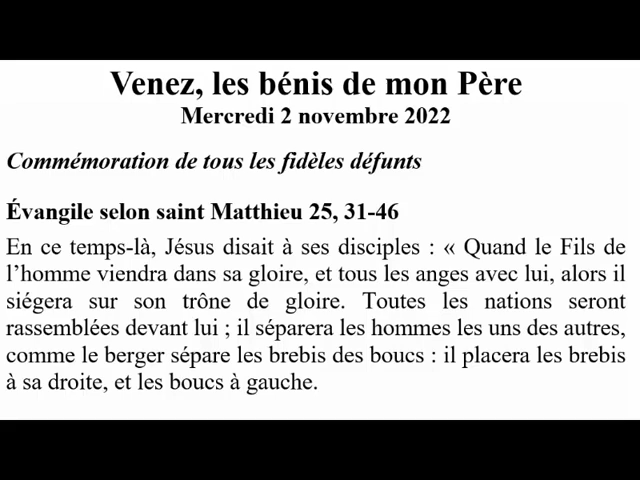 Venez, les bénis de mon Père
Mercredi 2 novembre 2022
Commémoration de tous les fidèles défunts
Évangile selon saint Matthieu 25, 31-46
En ce temps-là, Jésus disait à ses disciples : « Quand le Fils de
l’homme viendra dans sa gloire, et tous les anges avec lui, alors il
siégera sur son trône de gloire. Toutes les nations seront
rassemblées devant lui ; il séparera les hommes les uns des autres,
comme le berger sépare les brebis des boucs : il placera les brebis
à sa droite, et les boucs à gauche.